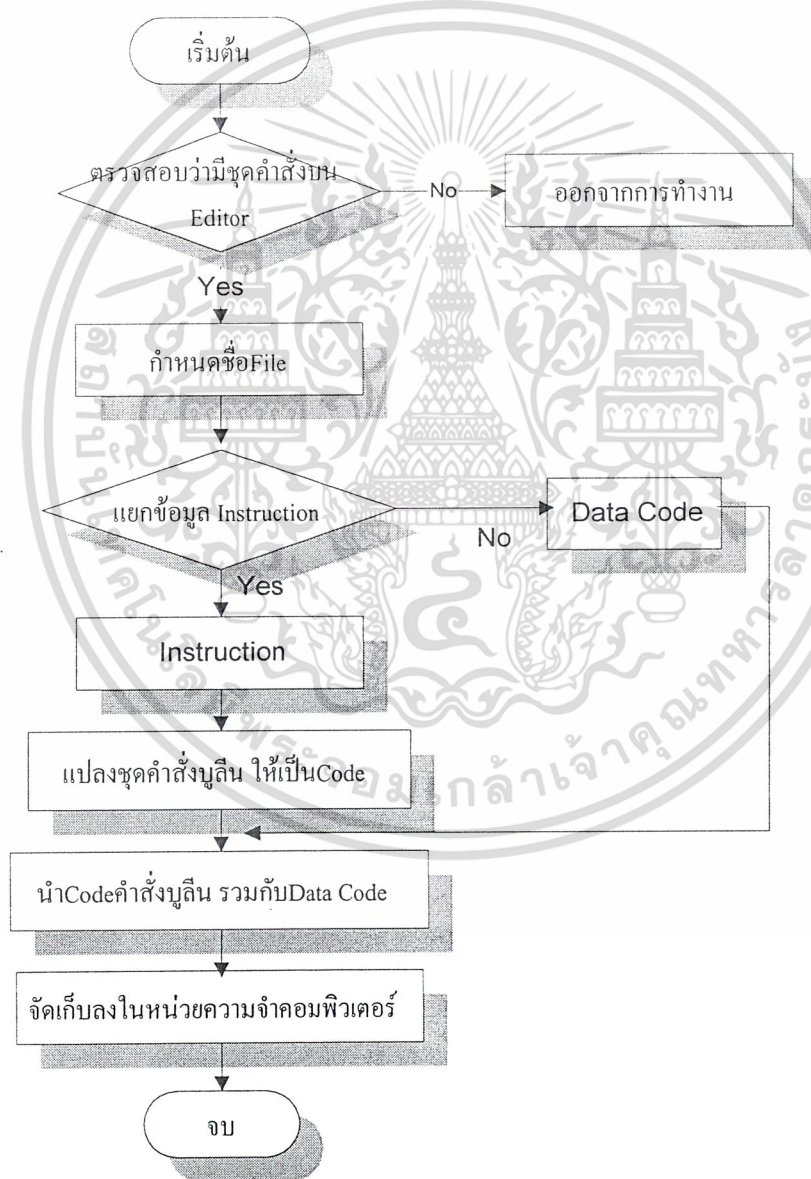 เริ่มต้น
ตรวจสอบว่ามีชุดคำสั่งบน
Editor
No
ออกจากการทำงาน
Yes
กำหนดชื่อFile
แยกข้อมูล Instruction
No
Data Code
Yes
Instruction
แปลงชุดคำสั่งบูลีน ให้เป็นCode
นำCodeคำสั่งบูลีน รวมกับData Code
จัดเก็บลงในหน่วยความจำคอมพิวเตอร์
จบ